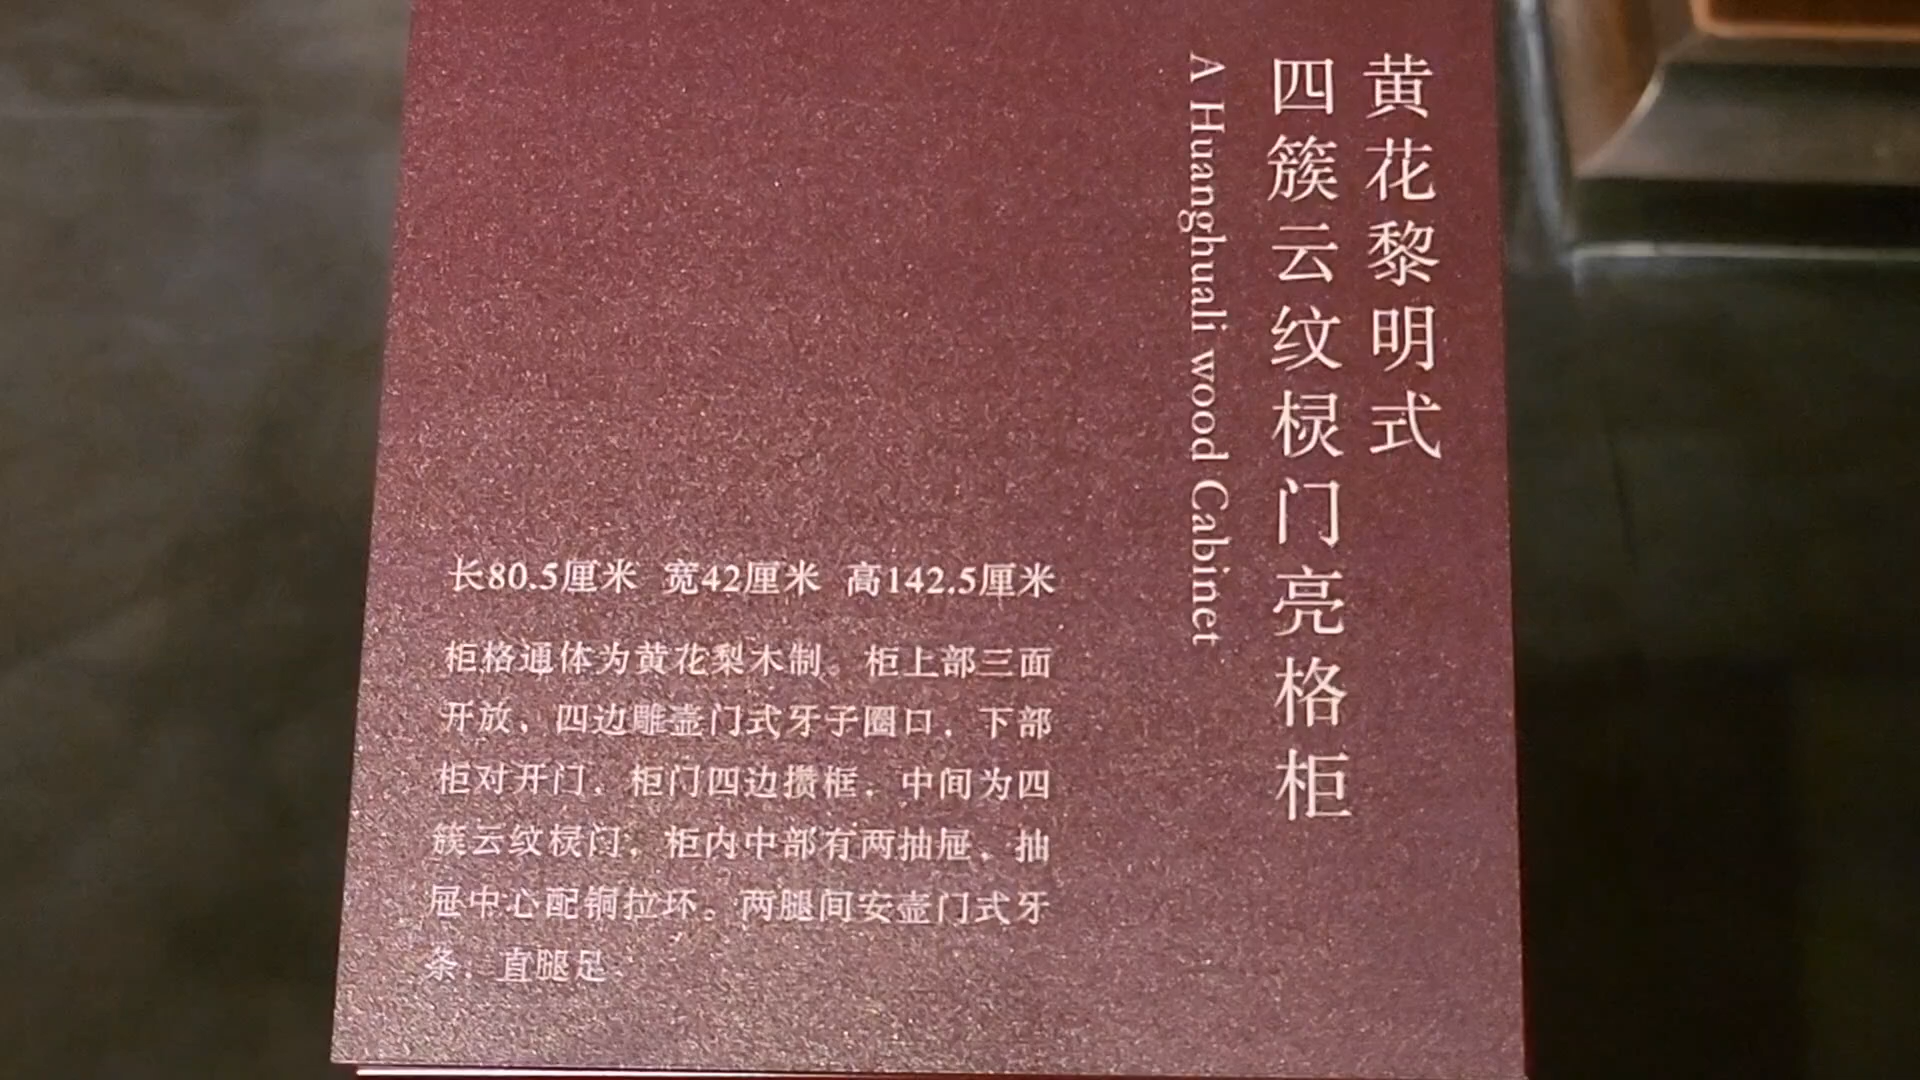 黄花黎明式
四簇云纹棂门亮格柜
A Huanghuali wood Cabinet
长80.5厘米 宽42厘米 高142.5厘米
柜格通体为黄花梨木制。柜上部三面
开放，四边雕壸门式牙子圈口，下部
柜对开门，柜门四边攒框，中间为四
簇云纹棂门，柜内中部有两抽屉，抽
屉中心配铜拉环。两腿间安壸门式牙
条，直腿足